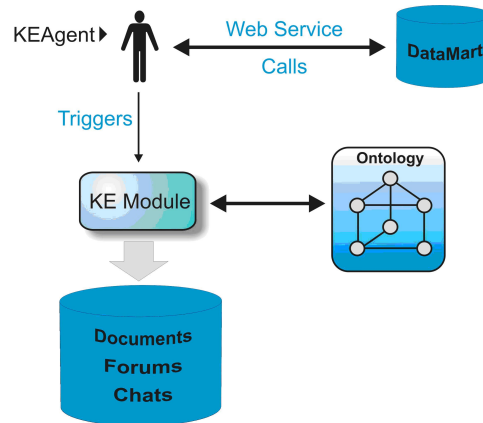 KEAgent
Web Service
Calls
DataMart
Triggers
KE Module
Ontology
Documents
Forums
Chats